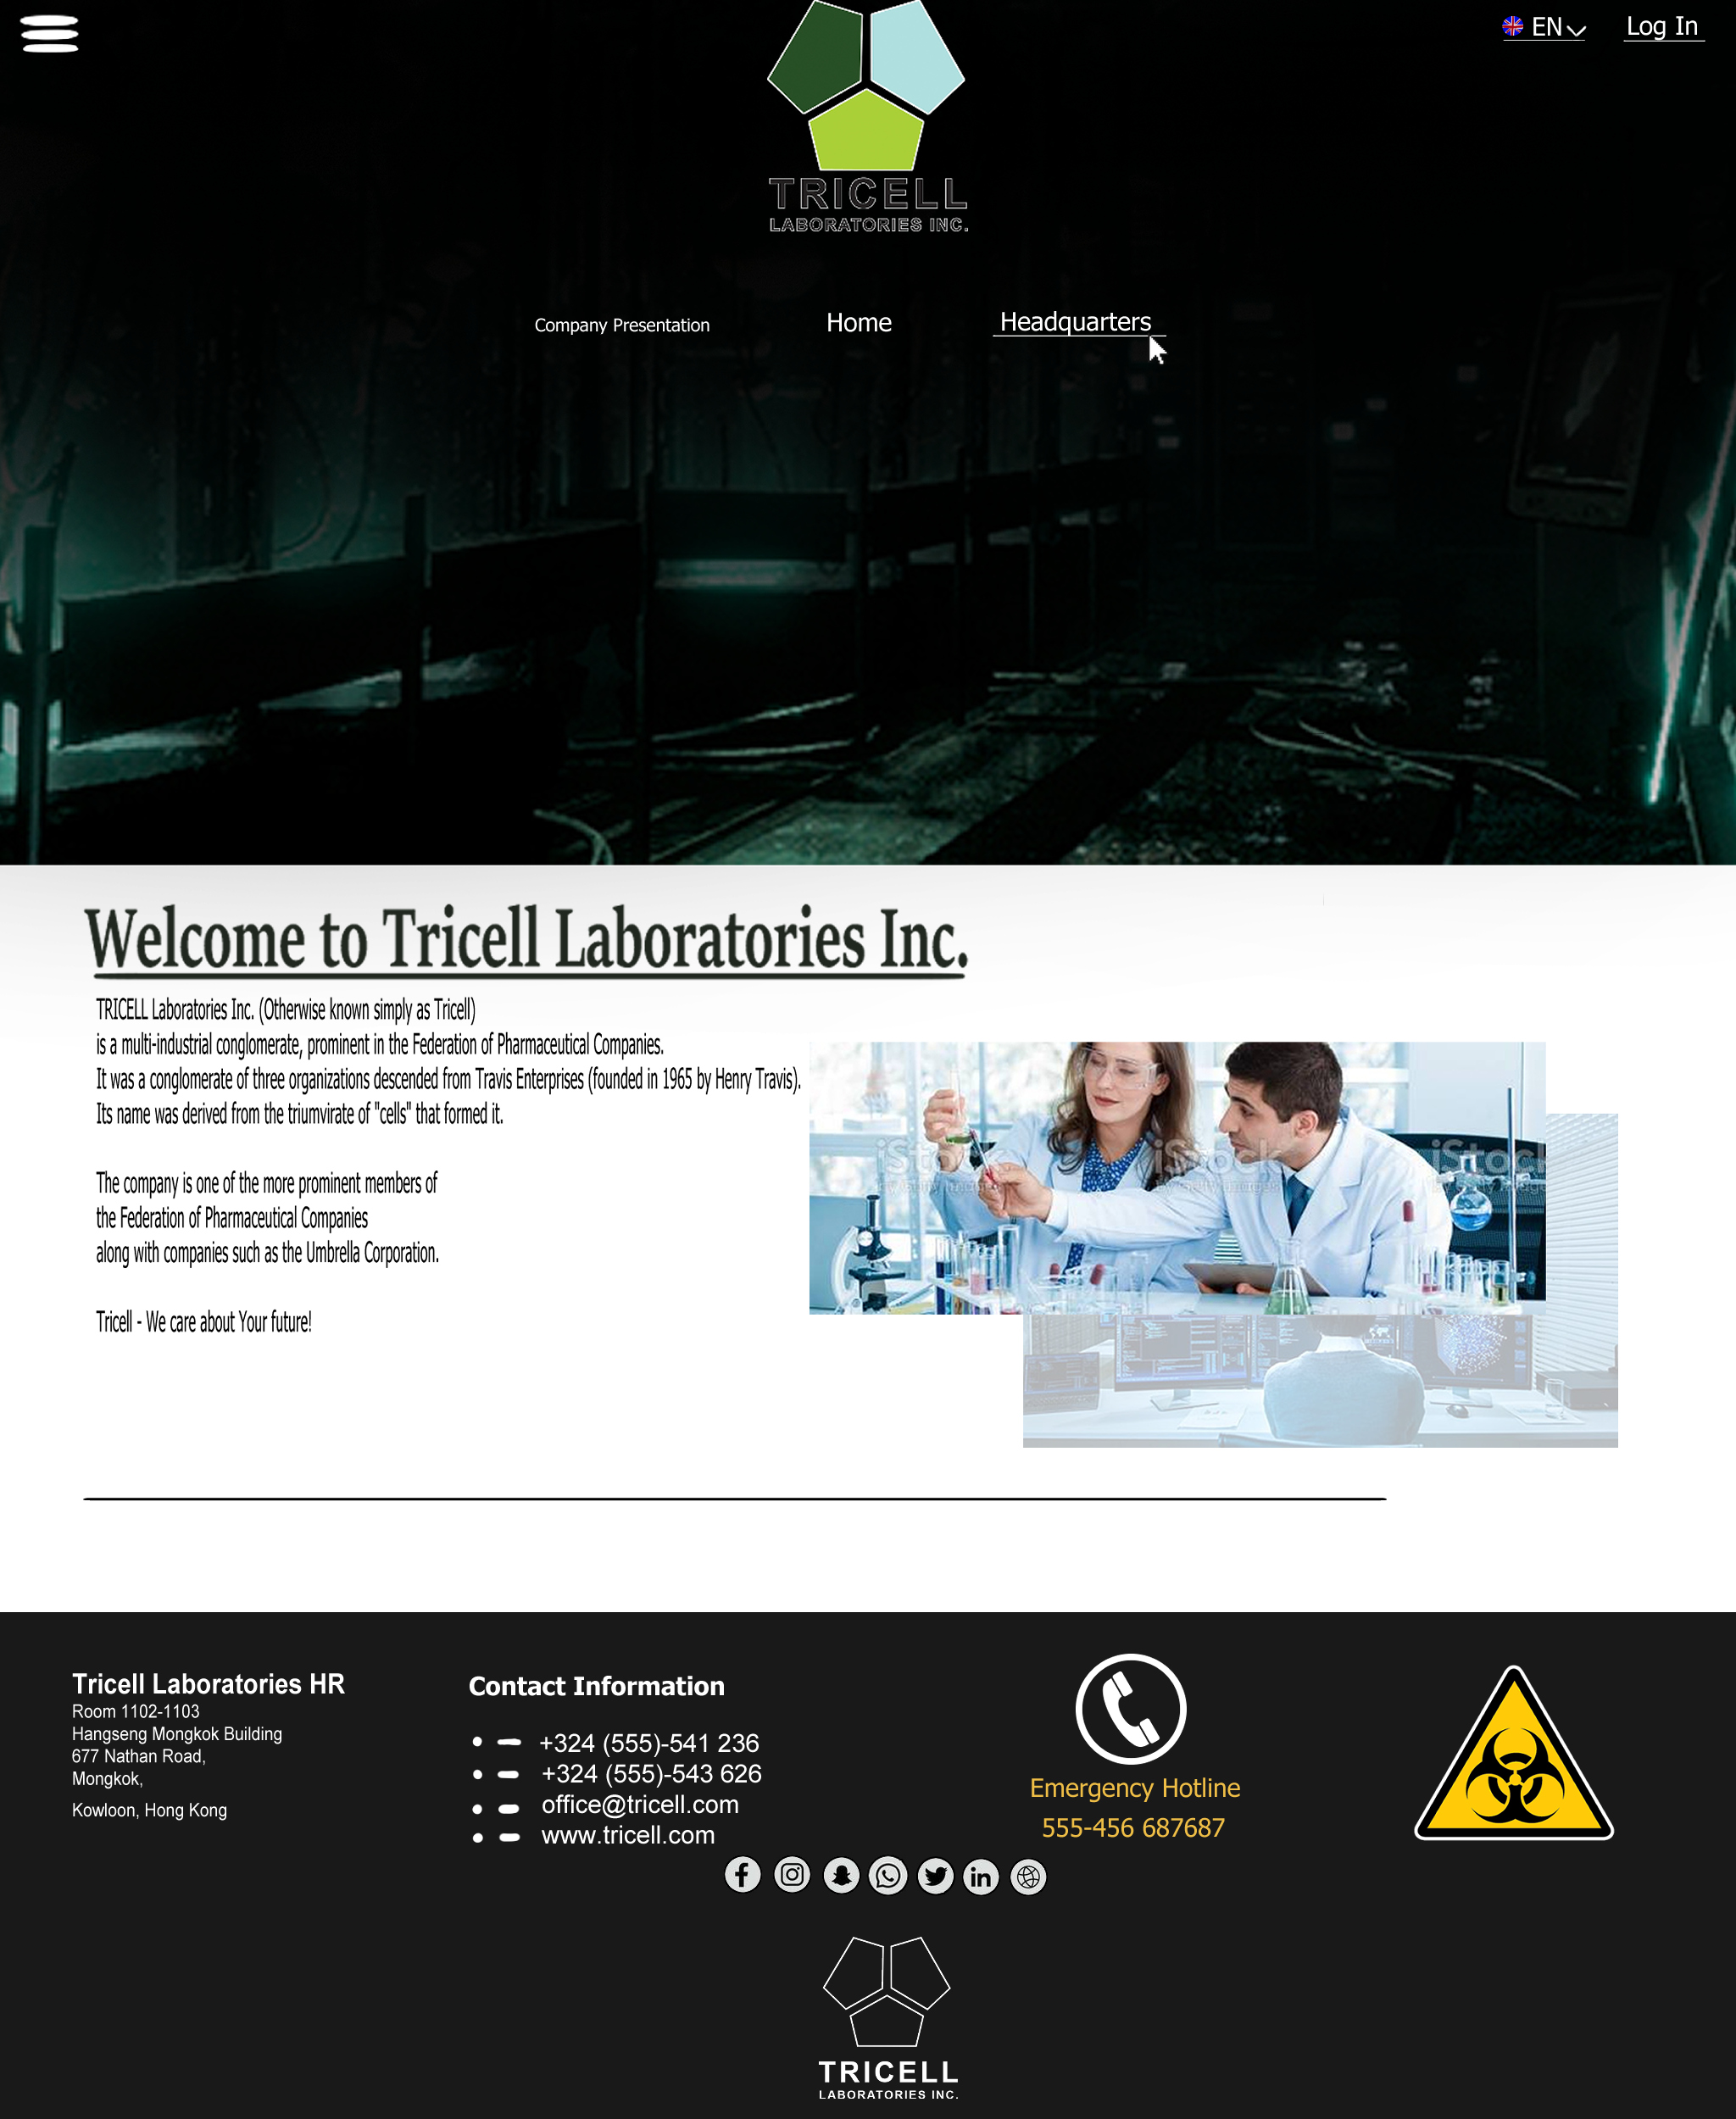 EN
Log In
TRICELL
LABORATORIES INC.
Company Presentation
Home
Headquarters
Welcome to Tricell Laboratories Inc.
TRICELL Laboratories Inc. (Otherwise known simply as Tricell)
is a multi-industrial conglomerate, prominent in the Federation of Pharmaceutical Companies.
It was a conglomerate of three organizations descended from Travis Enterprises (founded in 1965 by Henry Travis).
Its name was derived from the triumvirate of "cells" that formed it.
The company is one of the more prominent members of
the Federation of Pharmaceutical Companies
along with companies such as the Umbrella Corporation.
Tricell - We care about Your future!
iStock
by Getty Images
iStock
by Getty Images
iStock
Tricell Laboratories HR
Room 1102-1103
Hangseng Mongkok Building
677 Nathan Road,
Mongkok,
Kowloon, Hong Kong
Contact Information
+324 (555)-541 236
+324 (555)-543 626
office@tricell.com
www.tricell.com
Emergency Hotline
555-456 687687
TRICELL
LABORATORIES INC.